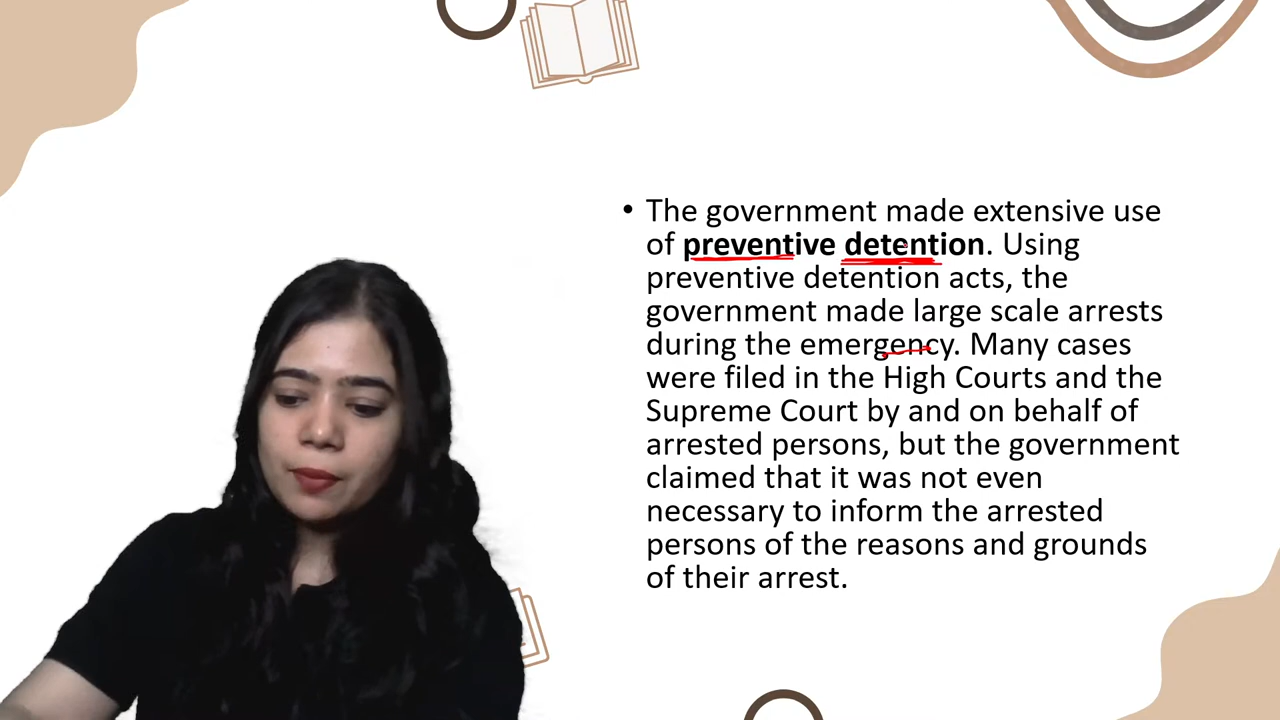 • The government made extensive use
of preventive detention. Using
preventive detention acts, the
government made large scale arrests
during the emergency. Many cases
were filed in the High Courts and the
Supreme Court by and on behalf of
arrested persons, but the government
claimed that it was not even
necessary to inform the arrested
persons of the reasons and grounds
of their arrest.